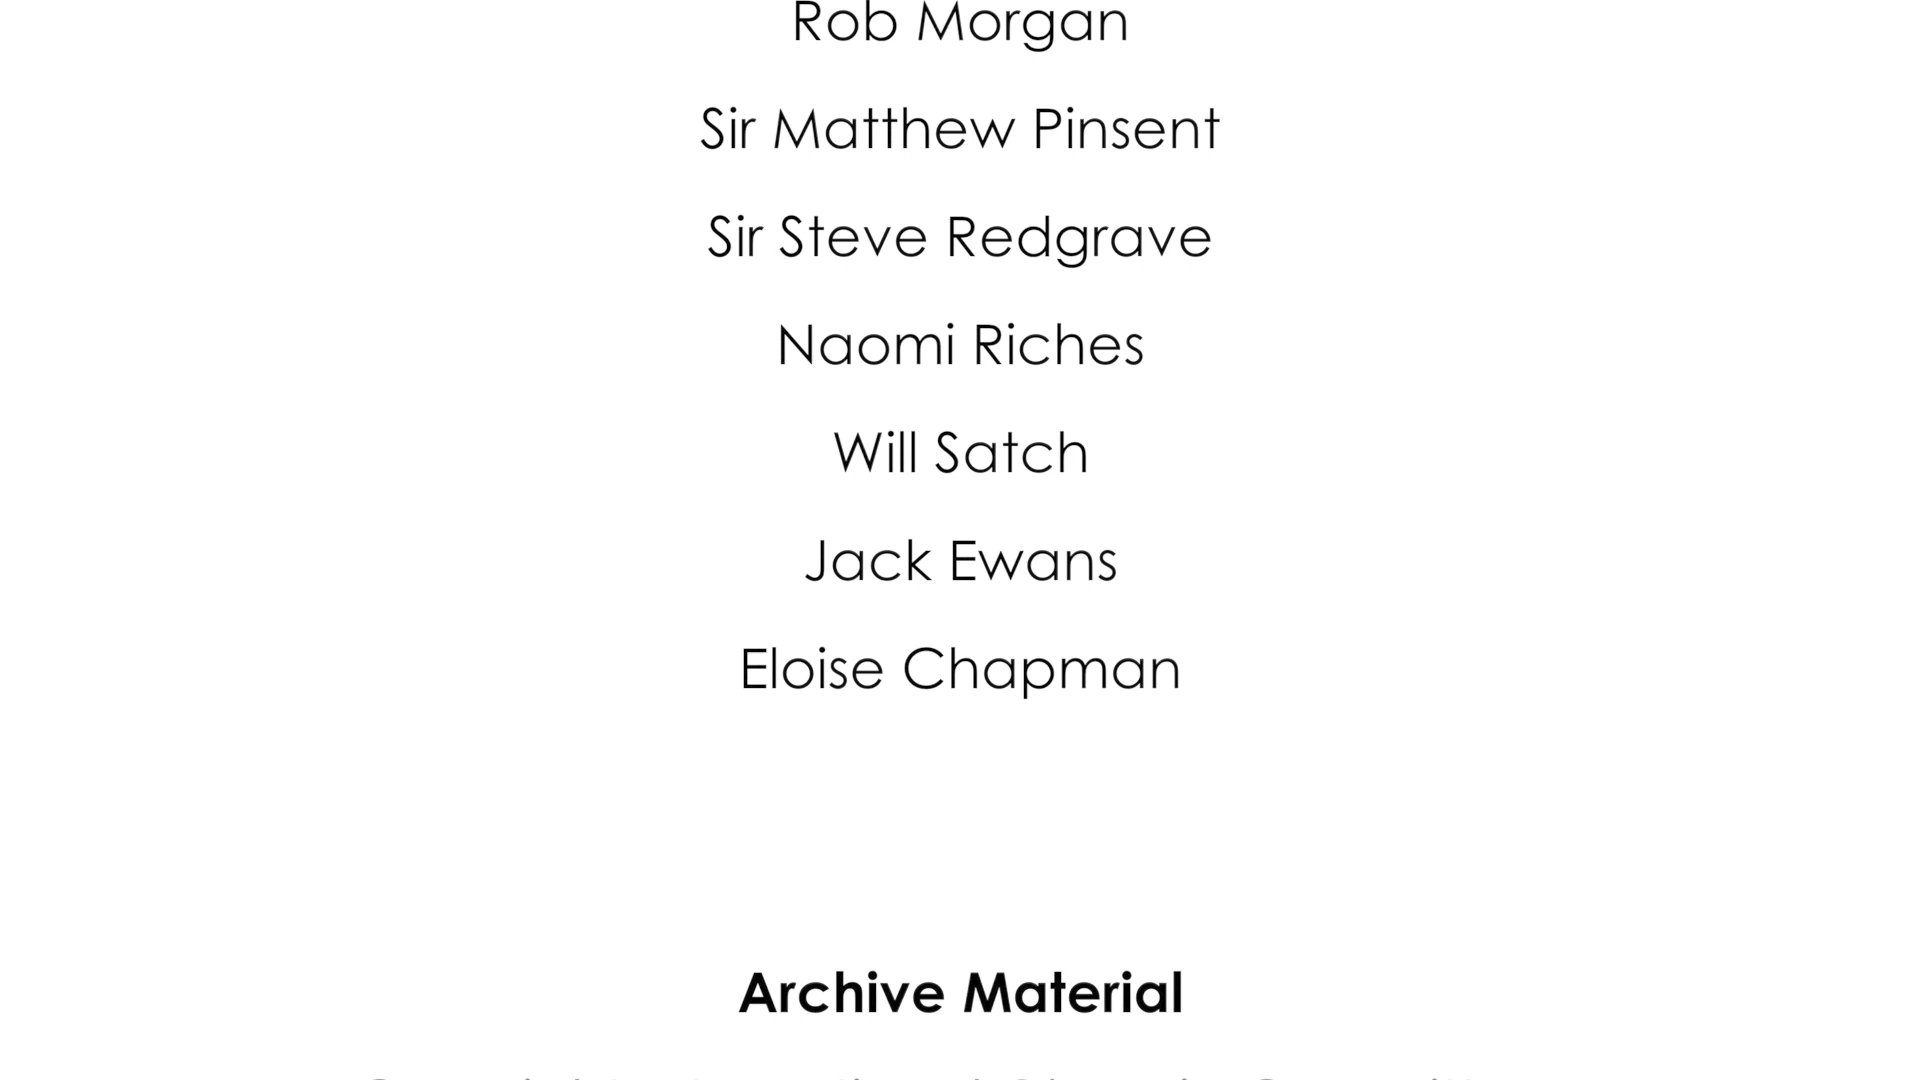 Rob Morgan
Sir Matthew Pinsent
Sir Steve Redgrave
Naomi Riches
Will Satch
Jack Ewans
Eloise Chapman
Archive Material